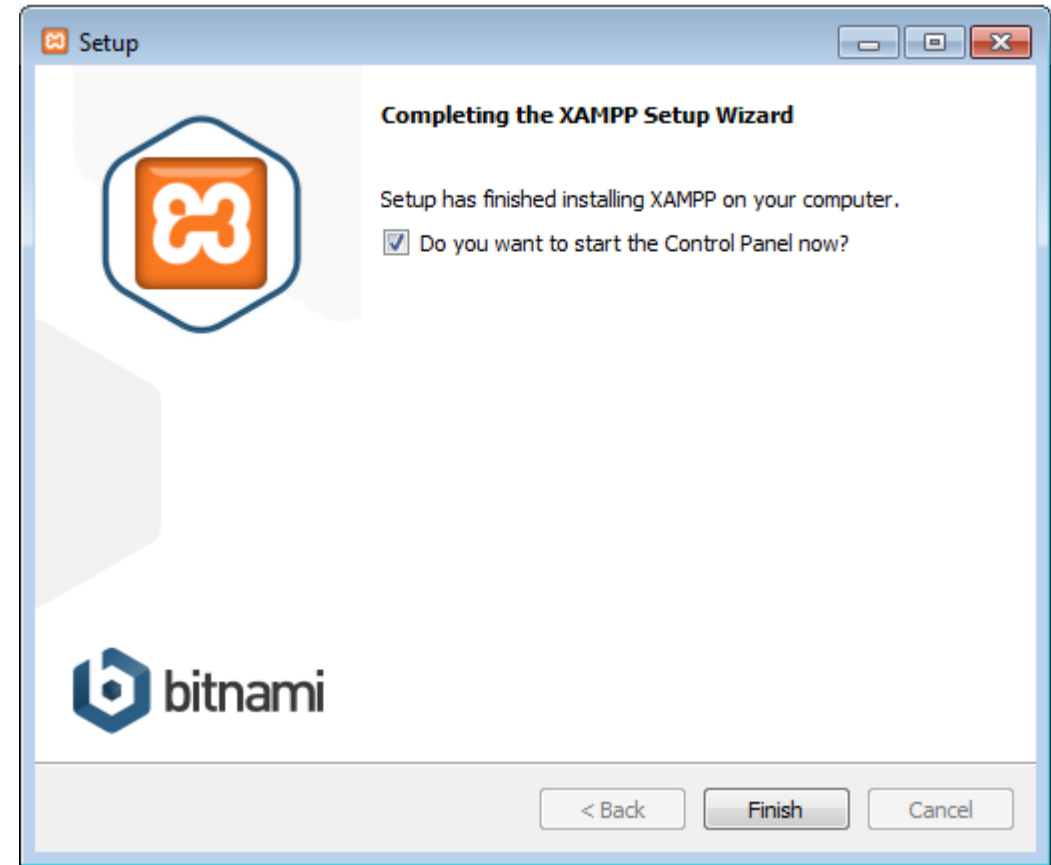 Setup
Completing the XAMPP Setup Wizard
Setup has finished installing XAMPP on your computer.
Do you want to start the Control Panel now?
bitnami
< Back
Finish
Cancel